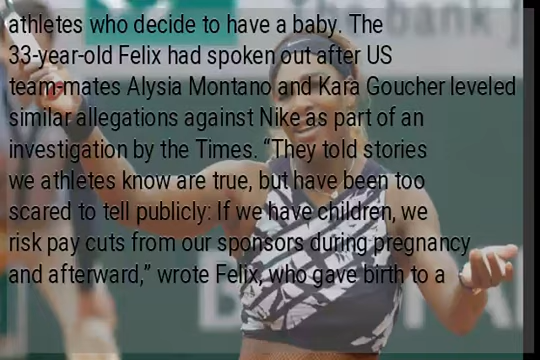 bank J
athletes who decide to have a baby. The
33-year-old Felix had spoken out after US
team-mates Alysia Montano and Kara Goucher leveled
similar allegations against Nike as part of an
investigation by the Times. “They told stories
we athletes know are true, but have been too
scared to tell publicly: If we have children, we
risk pay cuts from our sponsors during pregnancy
and afterward,” wrote Felix, who gave birth to a